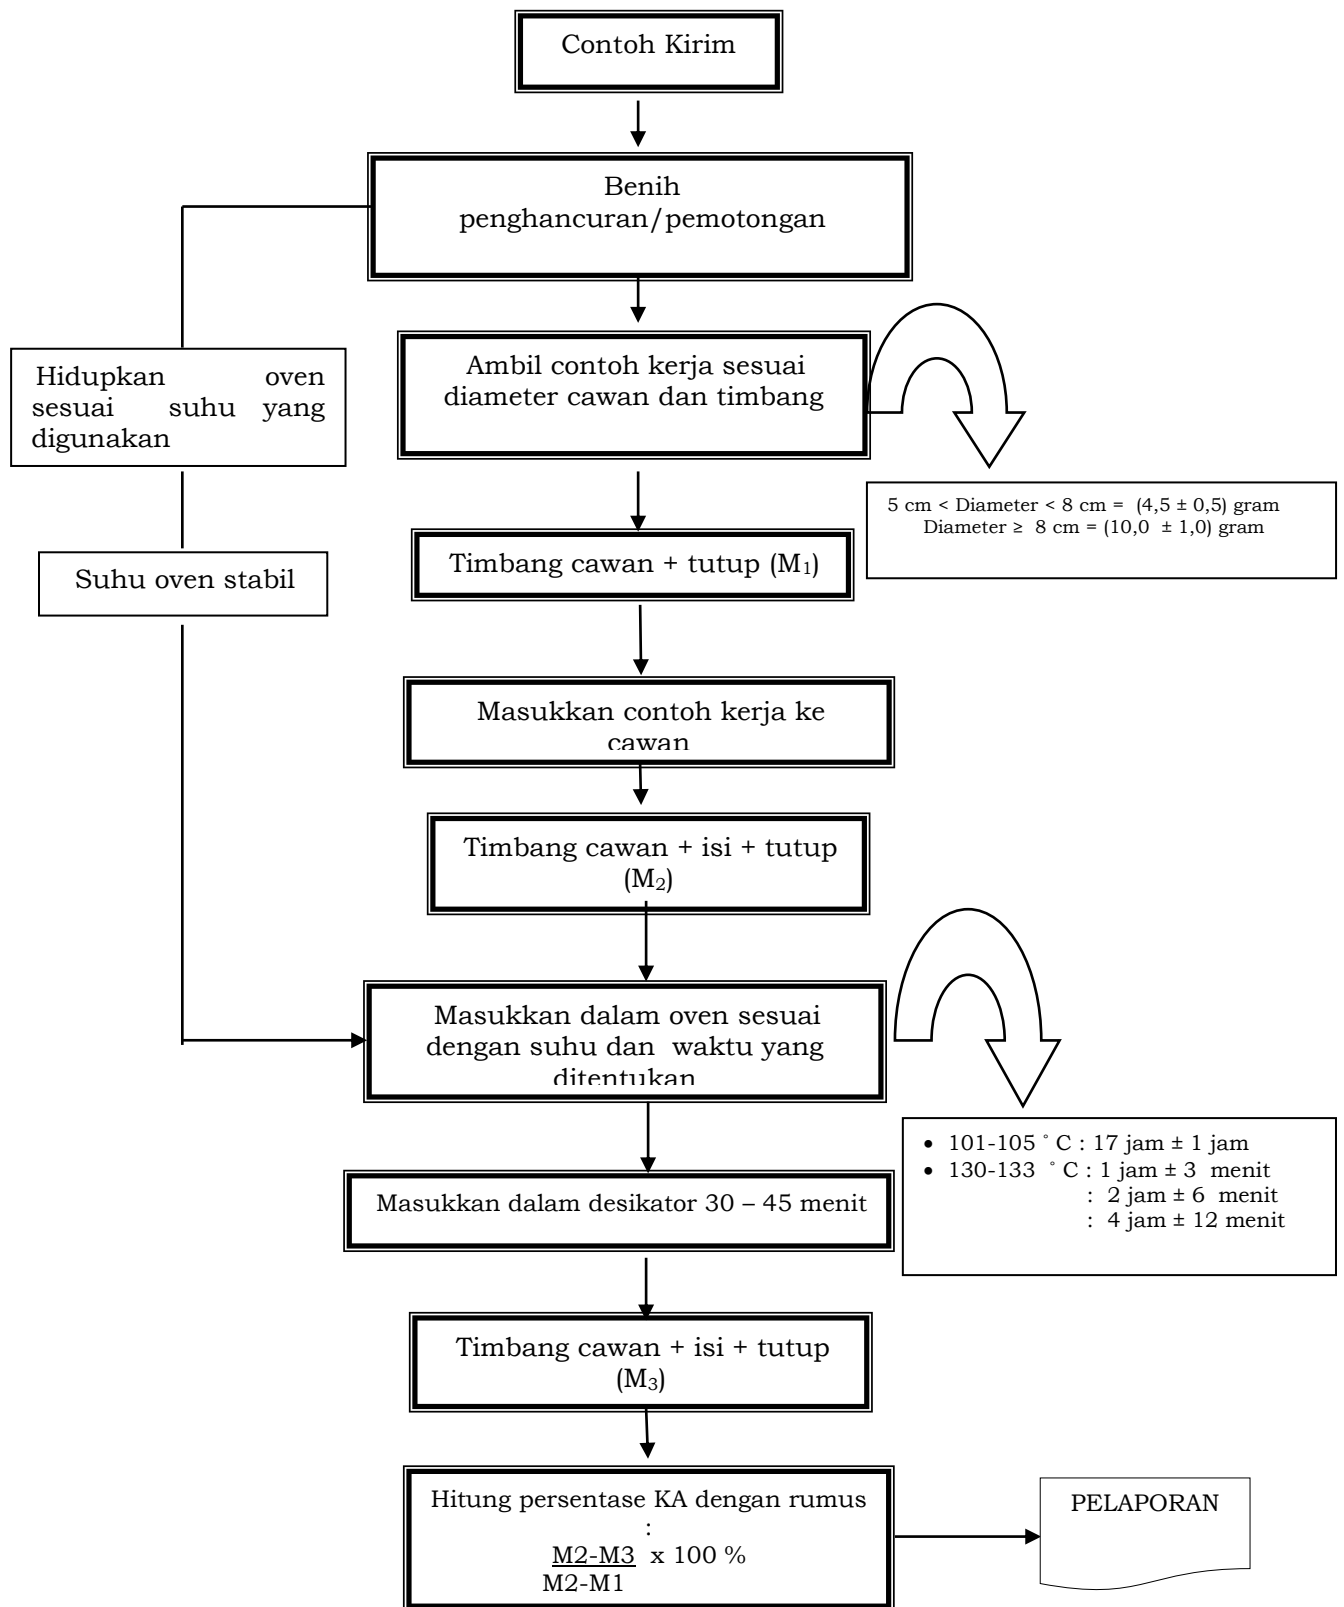 Contoh Kirim
Benih
penghancuran/pemotongan
Hidupkan oven
sesuai suhu yang
digunakan
Ambil contoh kerja sesuai
diameter cawan dan timbang
5 cm < Diameter < 8 cm = (4,5 ± 0,5) gram
Diameter ≥ 8 cm = (10,0 ± 1,0) gram
Timbang cawan + tutup (M₁)
Suhu oven stabil
Masukkan contoh kerja ke
cawan
Timbang cawan + isi + tutup
(M₂)
Masukkan dalam oven sesuai
dengan suhu dan waktu yang
ditentukan
• 101-105 ˚ C : 17 jam ± 1 jam
• 130-133 ˚ C : 1 jam ± 3 menit
: 2 jam ± 6 menit
: 4 jam ± 12 menit
Masukkan dalam desikator 30 – 45 menit
Timbang cawan + isi + tutup
(M₃)
Hitung persentase KA dengan rumus
:
M2-M3 x 100 %
M2-M1
PELAPORAN